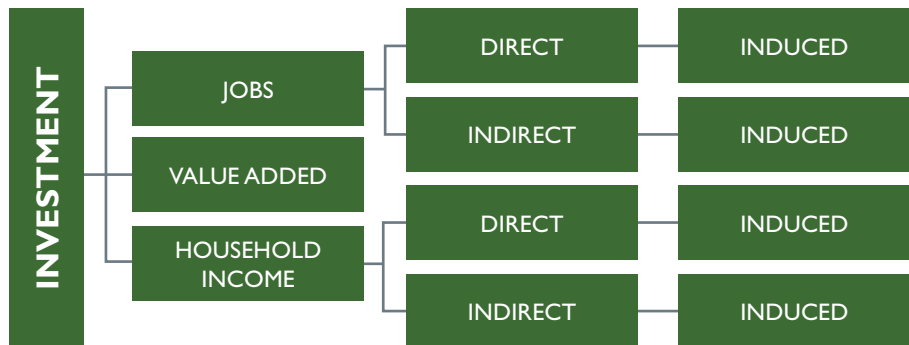 INVESTMENT
JOBS
VALUE ADDED
HOUSEHOLD
INCOME
DIRECT
INDUCED
INDIRECT
INDUCED
DIRECT
INDUCED
INDIRECT
INDUCED